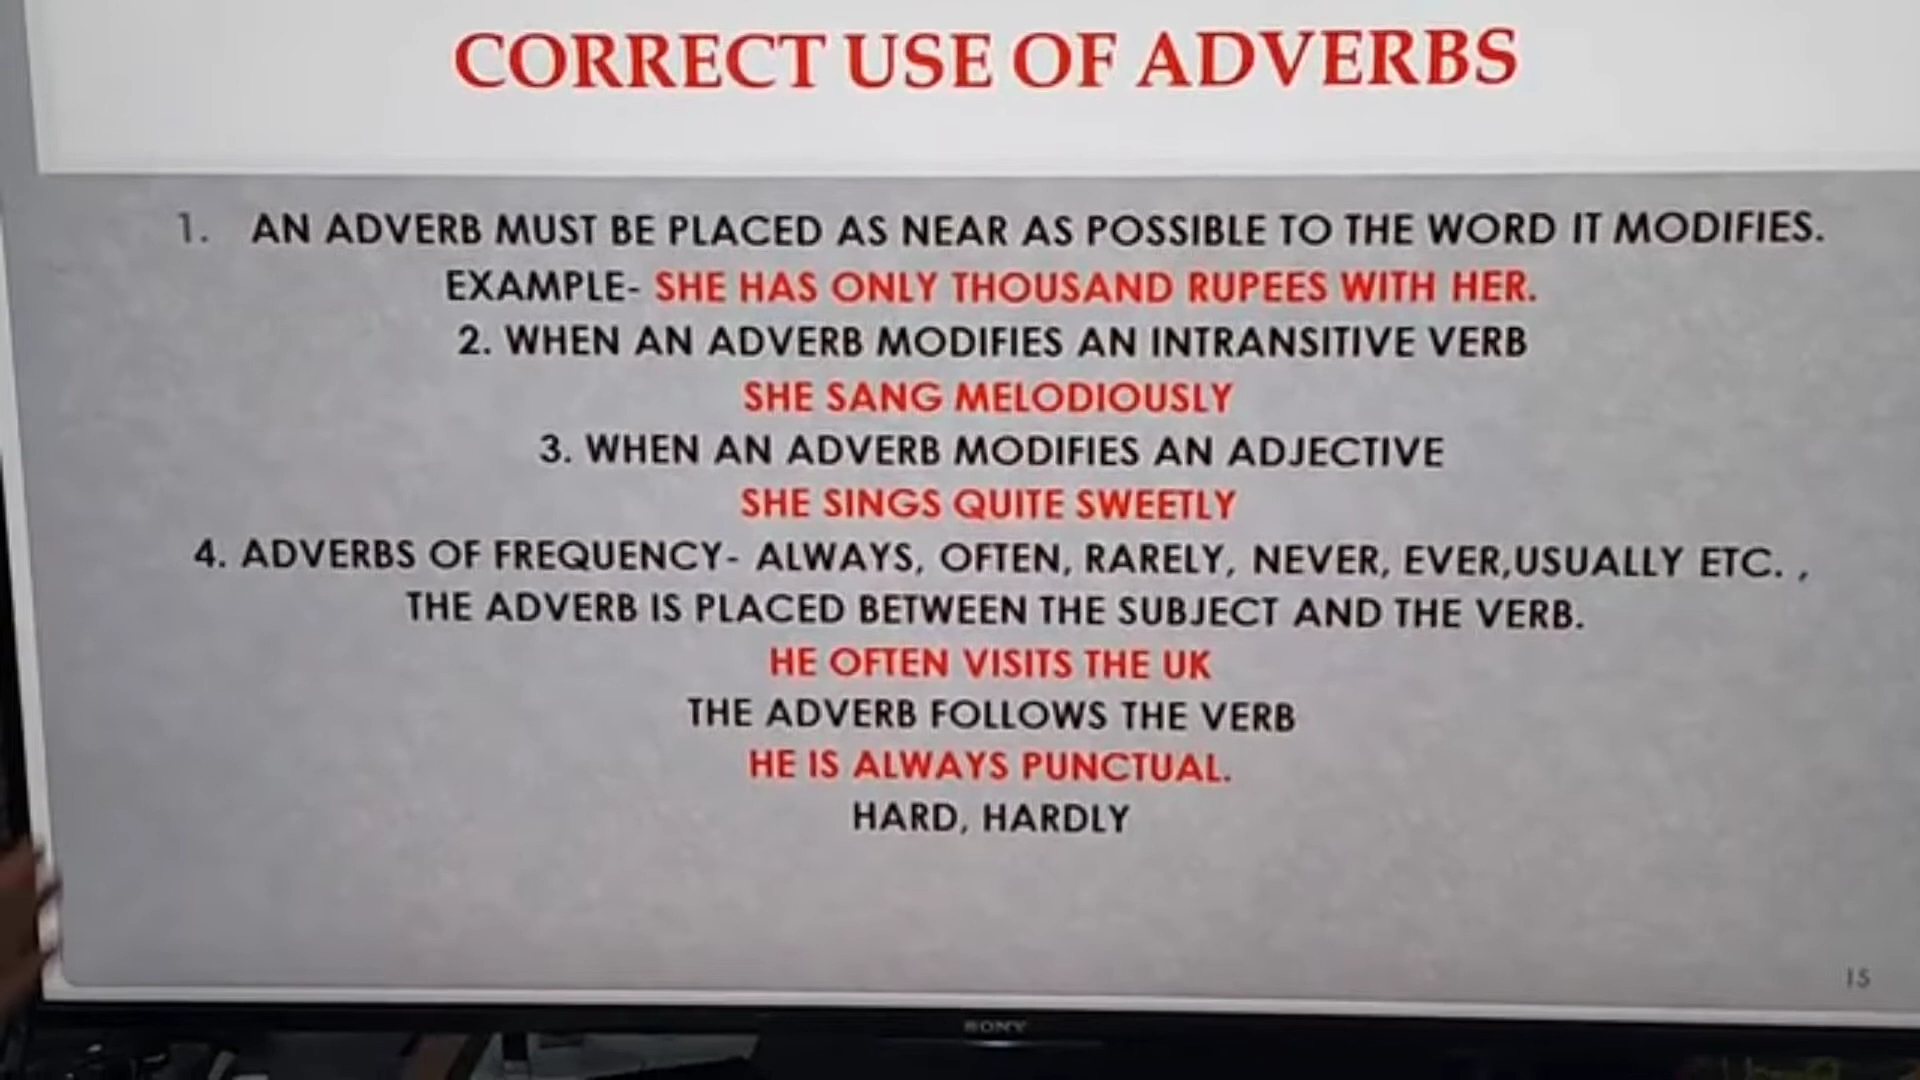 CORRECT USE OF ADVERBS
1. AN ADVERB MUST BE PLACED AS NEAR AS POSSIBLE TO THE WORD IT MODIFIES.
EXAMPLE- SHE HAS ONLY THOUSAND RUPEES WITH HER.
2. WHEN AN ADVERB MODIFIES AN INTRANSITIVE VERB
SHE SANG MELODIOUSLY
3. WHEN AN ADVERB MODIFIES AN ADJECTIVE
SHE SINGS QUITE SWEETLY
4. ADVERBS OF FREQUENCY- ALWAYS, OFTEN, RARELY, NEVER, EVER,USUALLY ETC. ,
THE ADVERB IS PLACED BETWEEN THE SUBJECT AND THE VERB.
HE OFTEN VISITS THE UK
THE ADVERB FOLLOWS THE VERB
HE IS ALWAYS PUNCTUAL.
HARD, HARDLY
15
SONY